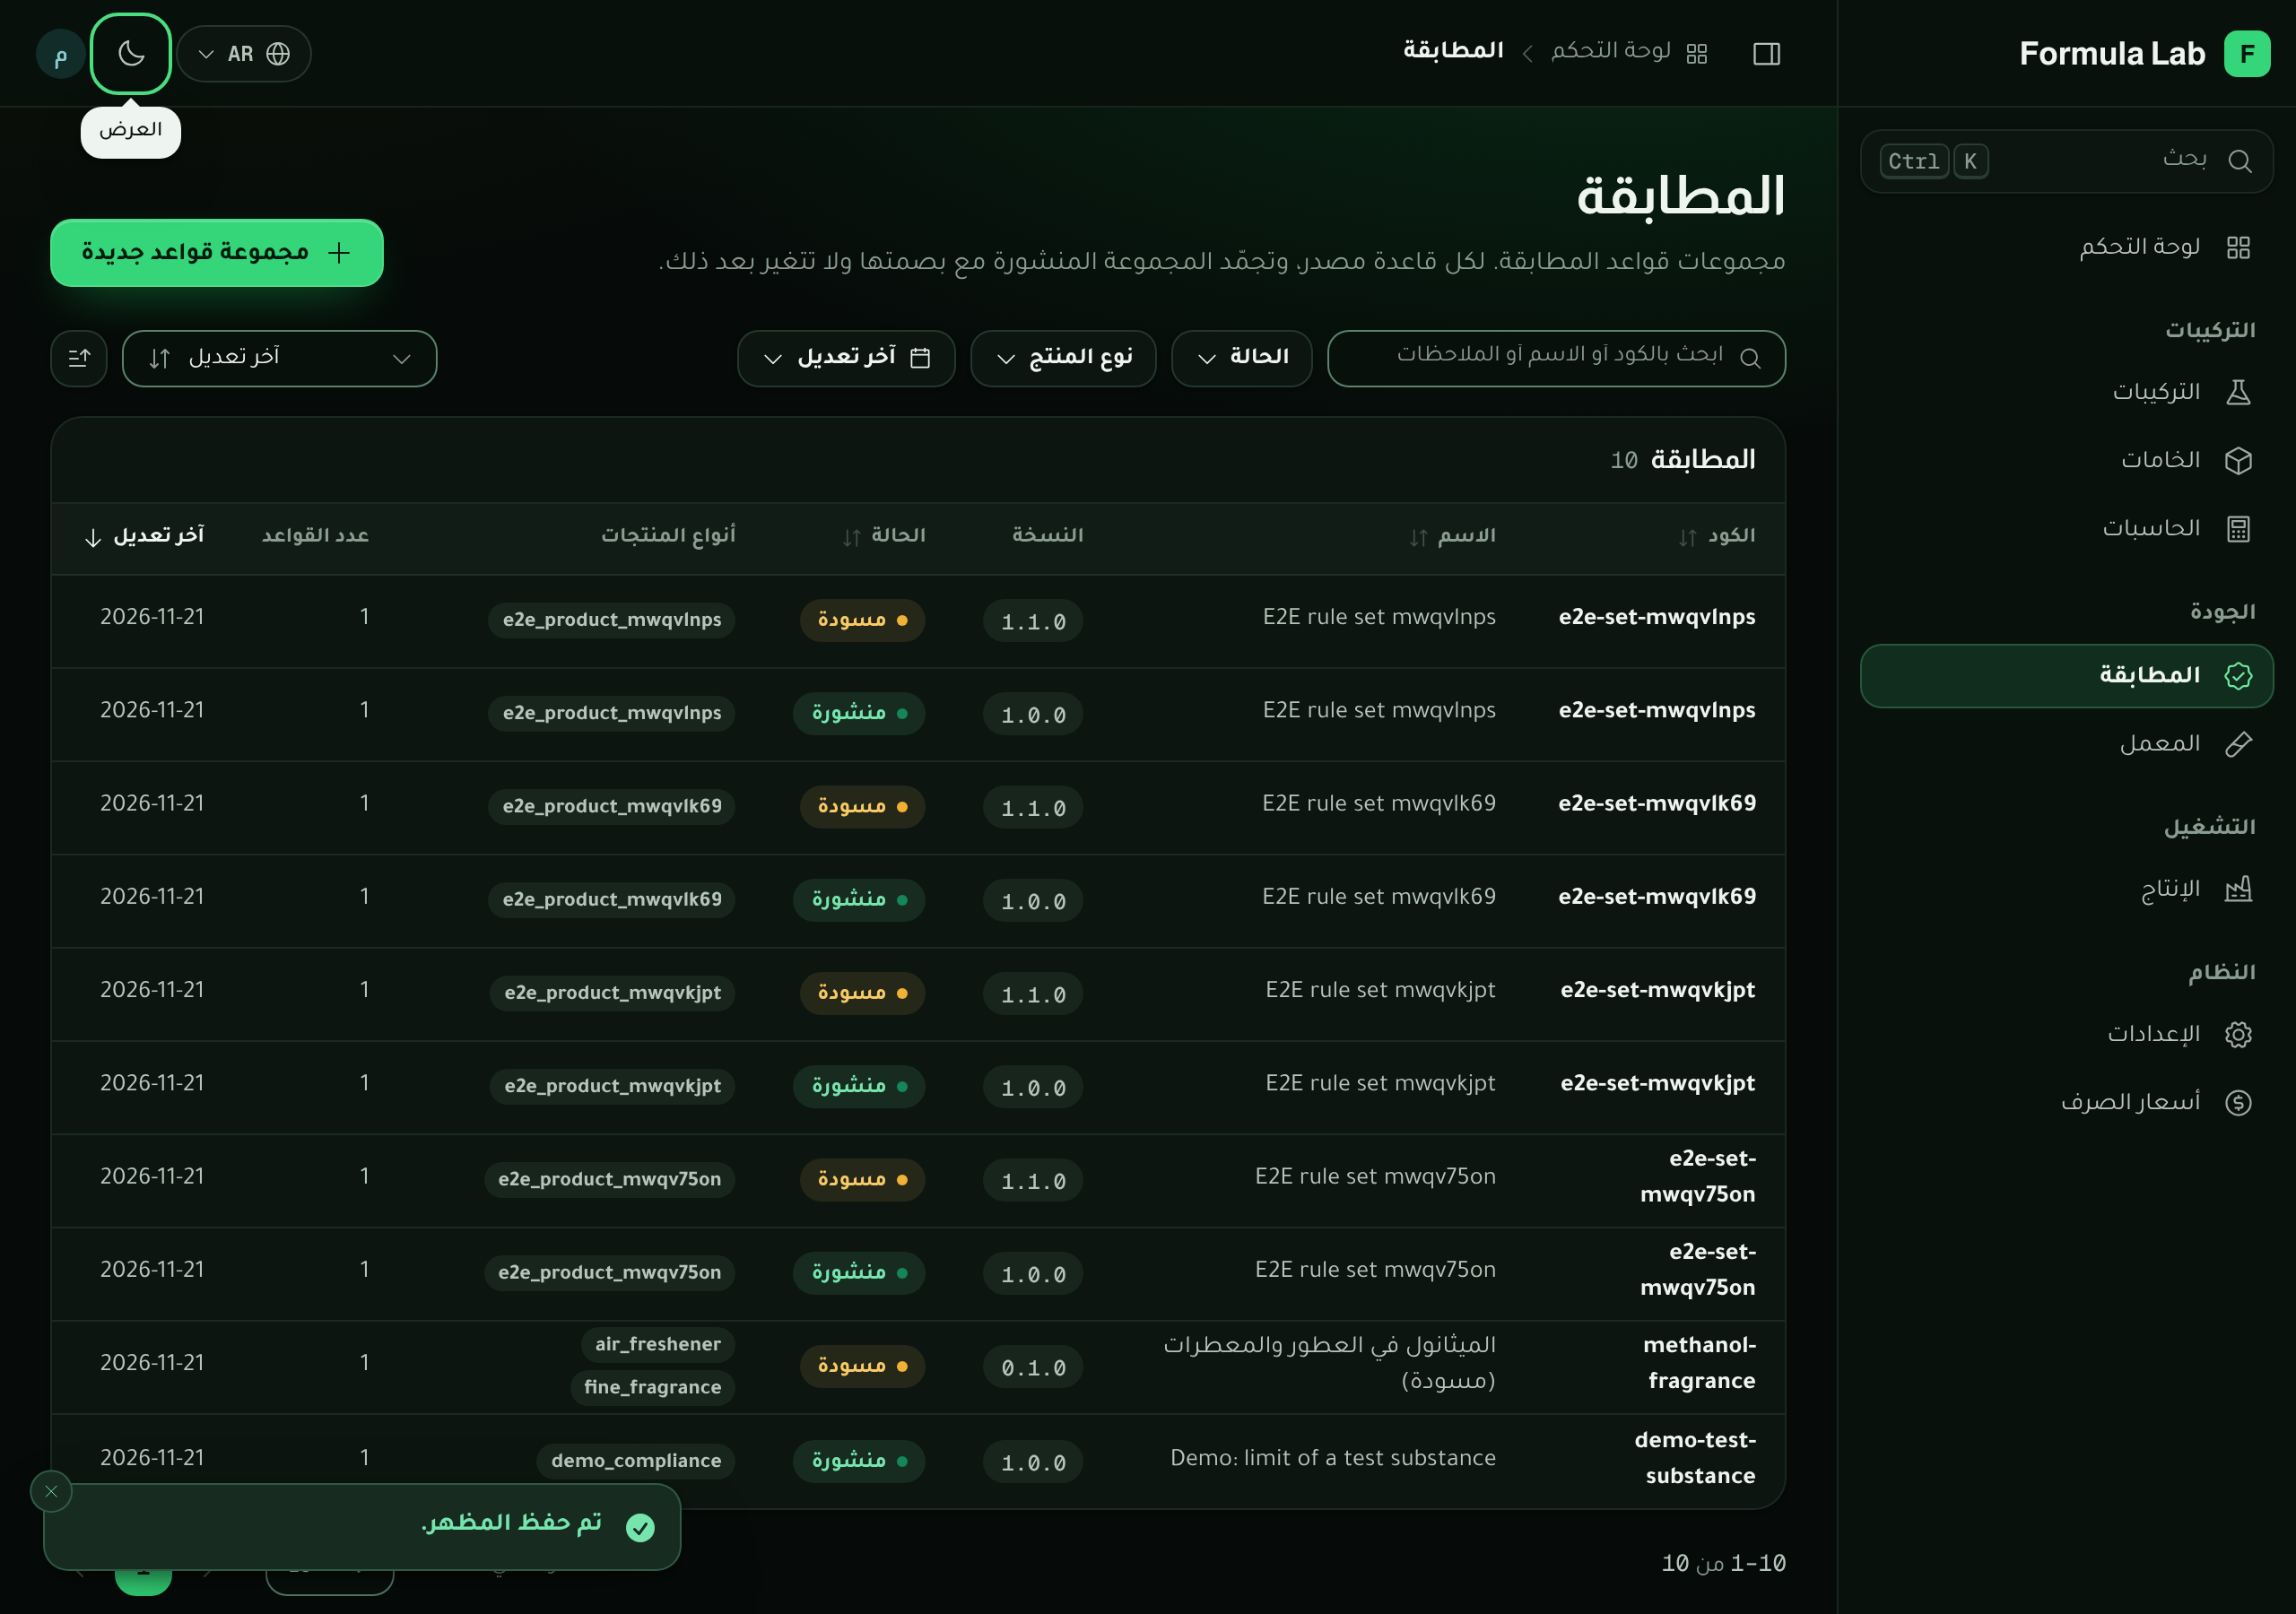 Formula Lab
F
لوحة التحكم
المطابقة
AR
م
العرض
بحث
Ctrl K
لوحة التحكم
التركيبات
التركيبات
الخامات
الحاسبات
الجودة
المطابقة
المعمل
التشغيل
الإنتاج
النظام
الإعدادات
أسعار الصرف
المطابقة
مجموعات قواعد المطابقة. لكل قاعدة مصدر، وتجمّد المجموعة المنشورة مع بصمتها ولا تتغير بعد ذلك.
مجموعة قواعد جديدة
ابحث بالكود أو الاسم أو الملاحظات
الحالة
نوع المنتج
آخر تعديل
آخر تعديل
المطابقة 10
الكود الاسم النسخة الحالة أنواع المنتجات عدد القواعد آخر تعديل
e2e-set-mwqvlnps E2E rule set mwqvlnps 1.1.0 مسودة e2e_product_mwqvlnps 1 2026-11-21
e2e-set-mwqvlnps E2E rule set mwqvlnps 1.0.0 منشورة e2e_product_mwqvlnps 1 2026-11-21
e2e-set-mwqvlk69 E2E rule set mwqvlk69 1.1.0 مسودة e2e_product_mwqvlk69 1 2026-11-21
e2e-set-mwqvlk69 E2E rule set mwqvlk69 1.0.0 منشورة e2e_product_mwqvlk69 1 2026-11-21
e2e-set-mwqvkjpt E2E rule set mwqvkjpt 1.1.0 مسودة e2e_product_mwqvkjpt 1 2026-11-21
e2e-set-mwqvkjpt E2E rule set mwqvkjpt 1.0.0 منشورة e2e_product_mwqvkjpt 1 2026-11-21
e2e-set-
mwqv75on E2E rule set mwqv75on 1.1.0 مسودة e2e_product_mwqv75on 1 2026-11-21
e2e-set-
mwqv75on E2E rule set mwqv75on 1.0.0 منشورة e2e_product_mwqv75on 1 2026-11-21
methanol-
fragrance
الميثانول في العطور والمعطرات
(مسودة)
0.1.0 مسودة
air_freshener
fine_fragrance
1 2026-11-21
demo-test-
substance
Demo: limit of a test substance 1.0.0 منشورة demo_compliance 1 2026-11-21
تم حفظ المظهر.
1–10 من 10